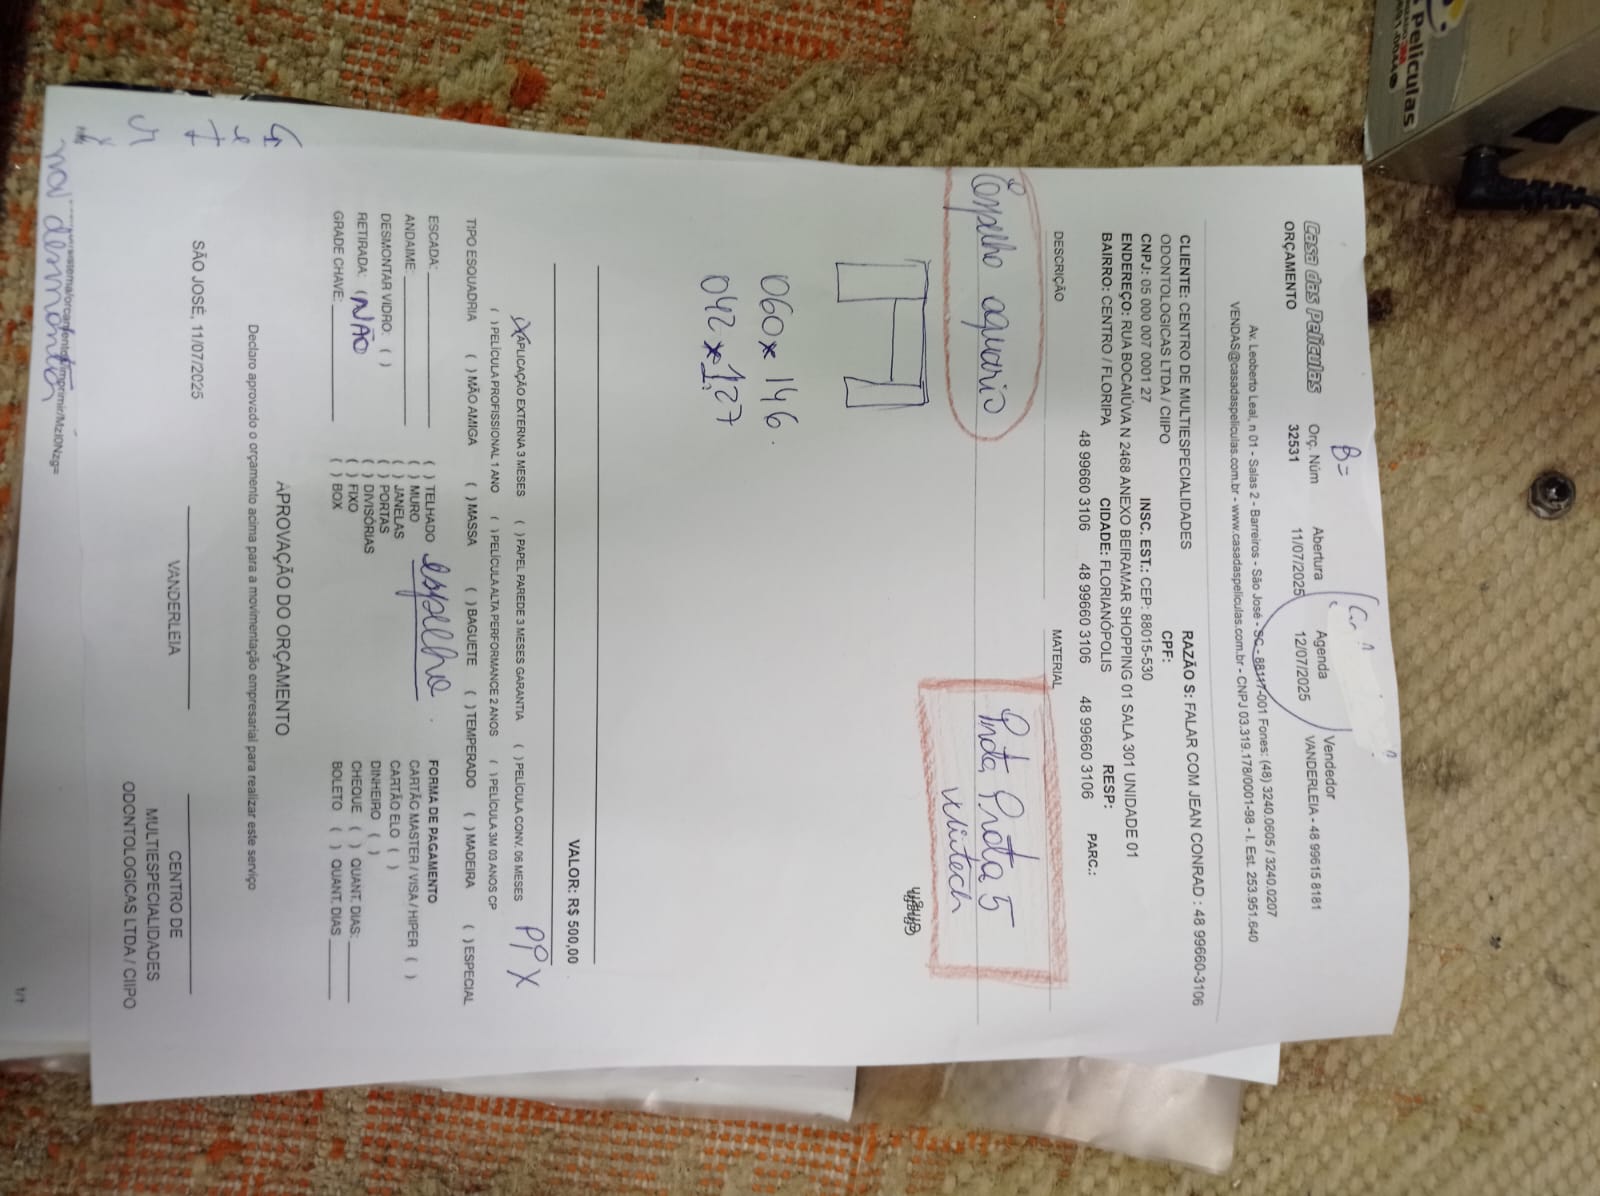 Películas
Casa das Películas
ORÇAMENTO
Orç. Núm
32531
Abertura
11/07/2025
Agenda
12/07/2025
Vendedor
VANDERLEIA - 48 99615 8181
B=
Av. Leoberto Leal, n 01 - Salas 2 - Barreiros - São José - SC - 88117-001 Fones: (48) 3240.0605 / 3240.0207
VENDAS@casadaspeliculas.com.br - www.casadaspeliculas.com.br - CNPJ 03.319.178/0001-98 - I. Est. 253.951.640
CLIENTE: CENTRO DE MULTIESPECIALIDADES
ODONTOLOGICAS LTDA / CIIPO
RAZÃO S: FALAR COM JEAN CONRAD : 48 99660-3106
CPF:
CNPJ: 05 000 007 0001 27
INSC. EST.: CEP: 88015-530
ENDEREÇO: RUA BOCAIÚVA N 2468 ANEXO BEIRAMAR SHOPPING 01 SALA 301 UNIDADE 01
BAIRRO: CENTRO / FLORIPA
CIDADE: FLORIANÓPOLIS
RESP:
48 99660 3106 48 99660 3106 48 99660 3106 PARC.:
DESCRIÇÃO
MATERIAL
Espelho aquario
Prata 5
060 x 146.
042 x 127
VALOR: R$ 500,00
APLICAÇÃO EXTERNA 3 MESES ( ) PAPEL PAREDE 3 MESES GARANTIA ( ) PELÍCULA CONV. 06 MESES
( ) PELÍCULA PROFISSIONAL 1 ANO ( ) PELÍCULA ALTA PERFORMANCE 2 ANOS ( ) PELÍCULA 3M 03 ANOS CP
TIPO ESQUADRIA ( ) MÃO AMIGA ( ) MASSA ( ) BAGUETE ( ) TEMPERADO ( ) MADEIRA ( ) ESPECIAL
ESCADA:
ANDAIME:
DESMONTAR VIDRO: ( )
RETIRADA: ( NÃO
GRADE CHAVE:
( ) TELHADO
( ) MURO
( ) JANELAS
( ) PORTAS
( ) DIVISÓRIAS
( ) FIXO
( ) BOX
espelho.
FORMA DE PAGAMENTO
CARTÃO MASTER / VISA / HIPER ( )
CARTÃO ELO ( )
DINHEIRO ( )
CHEQUE ( ) QUANT. DIAS:
BOLETO ( ) QUANT. DIAS
APROVAÇÃO DO ORÇAMENTO
Declaro aprovado o orçamento acima para a movimentação empresarial para realizar este serviço
SÃO JOSÉ, 11/07/2025
VANDERLEIA
CENTRO DE
MULTIESPECIALIDADES
ODONTOLOGICAS LTDA / CIIPO
1/1